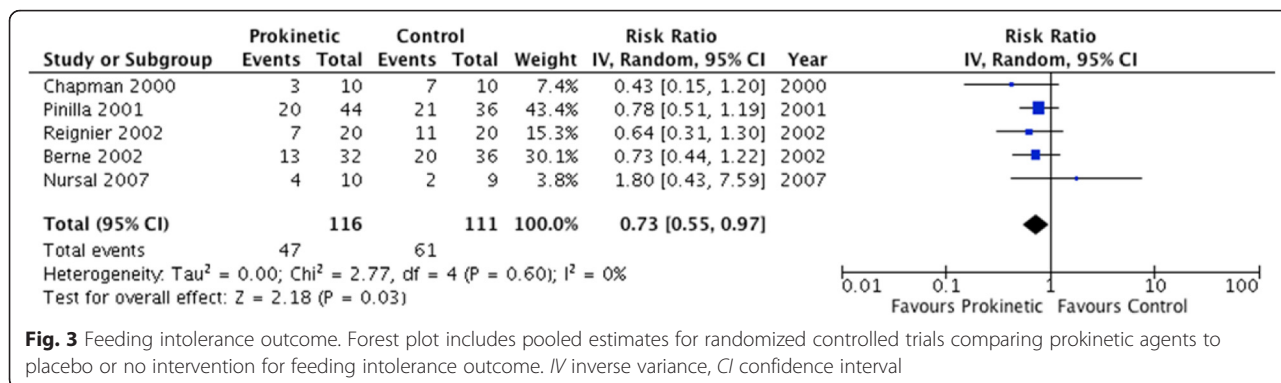 Prokinetic Control Risk Ratio Risk Ratio
Study or Subgroup Events Total Events Total Weight IV, Random, 95% CI Year IV, Random, 95% CI
Chapman 2000 3 10 7 10 7.4% 0.43 [0.15, 1.20] 2000
Pinilla 2001 20 44 21 36 43.4% 0.78 [0.51, 1.19] 2001
Reignier 2002 7 20 11 20 15.3% 0.64 [0.31, 1.30] 2002
Berne 2002 13 32 20 36 30.1% 0.73 [0.44, 1.22] 2002
Nursal 2007 4 10 2 9 3.8% 1.80 [0.43, 7.59] 2007
Total (95% CI) 116 111 100.0% 0.73 [0.55, 0.97]
Total events 47 61
Heterogeneity: Tau² = 0.00; Chi² = 2.77, df = 4 (P = 0.60); I² = 0%
Test for overall effect: Z = 2.18 (P = 0.03)
0.01 0.1 1 10 100
Favours Prokinetic Favours Control
Fig. 3 Feeding intolerance outcome. Forest plot includes pooled estimates for randomized controlled trials comparing prokinetic agents to
placebo or no intervention for feeding intolerance outcome. IV inverse variance, CI confidence interval